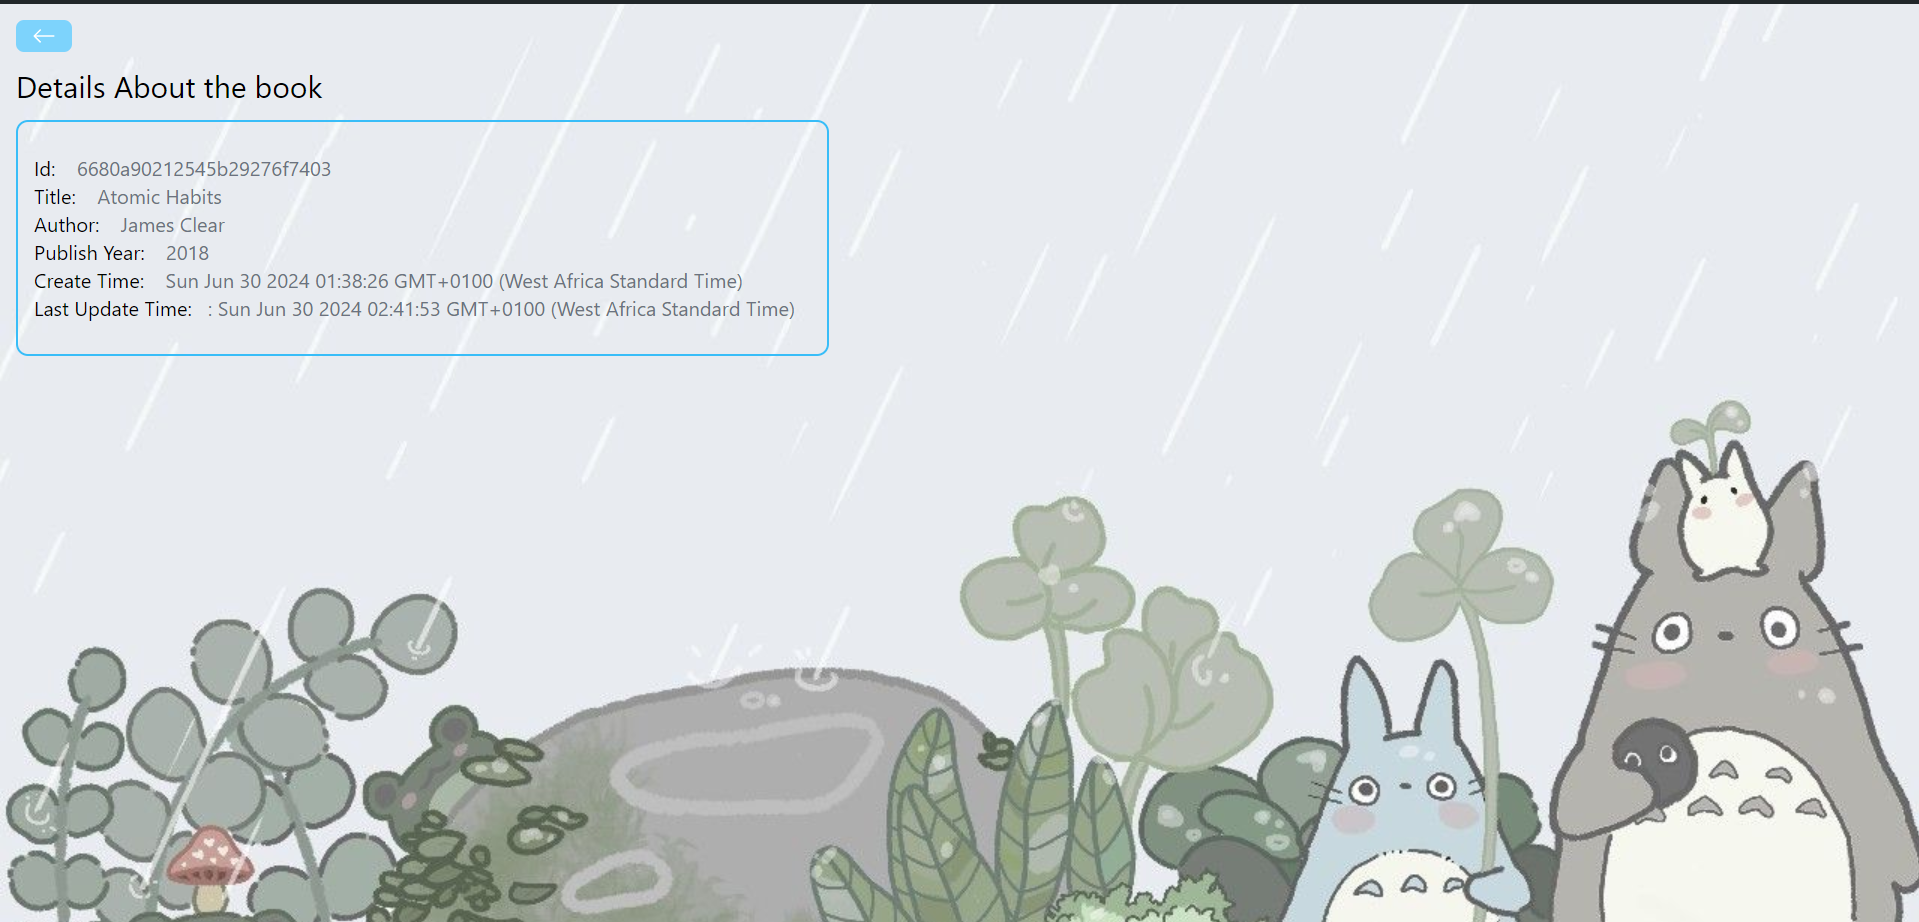 Details About the book
Id: 6680a90212545b29276f7403
Title: Atomic Habits
Author: James Clear
Publish Year: 2018
Create Time: Sun Jun 30 2024 01:38:26 GMT+0100 (West Africa Standard Time)
Last Update Time: : Sun Jun 30 2024 02:41:53 GMT+0100 (West Africa Standard Time)